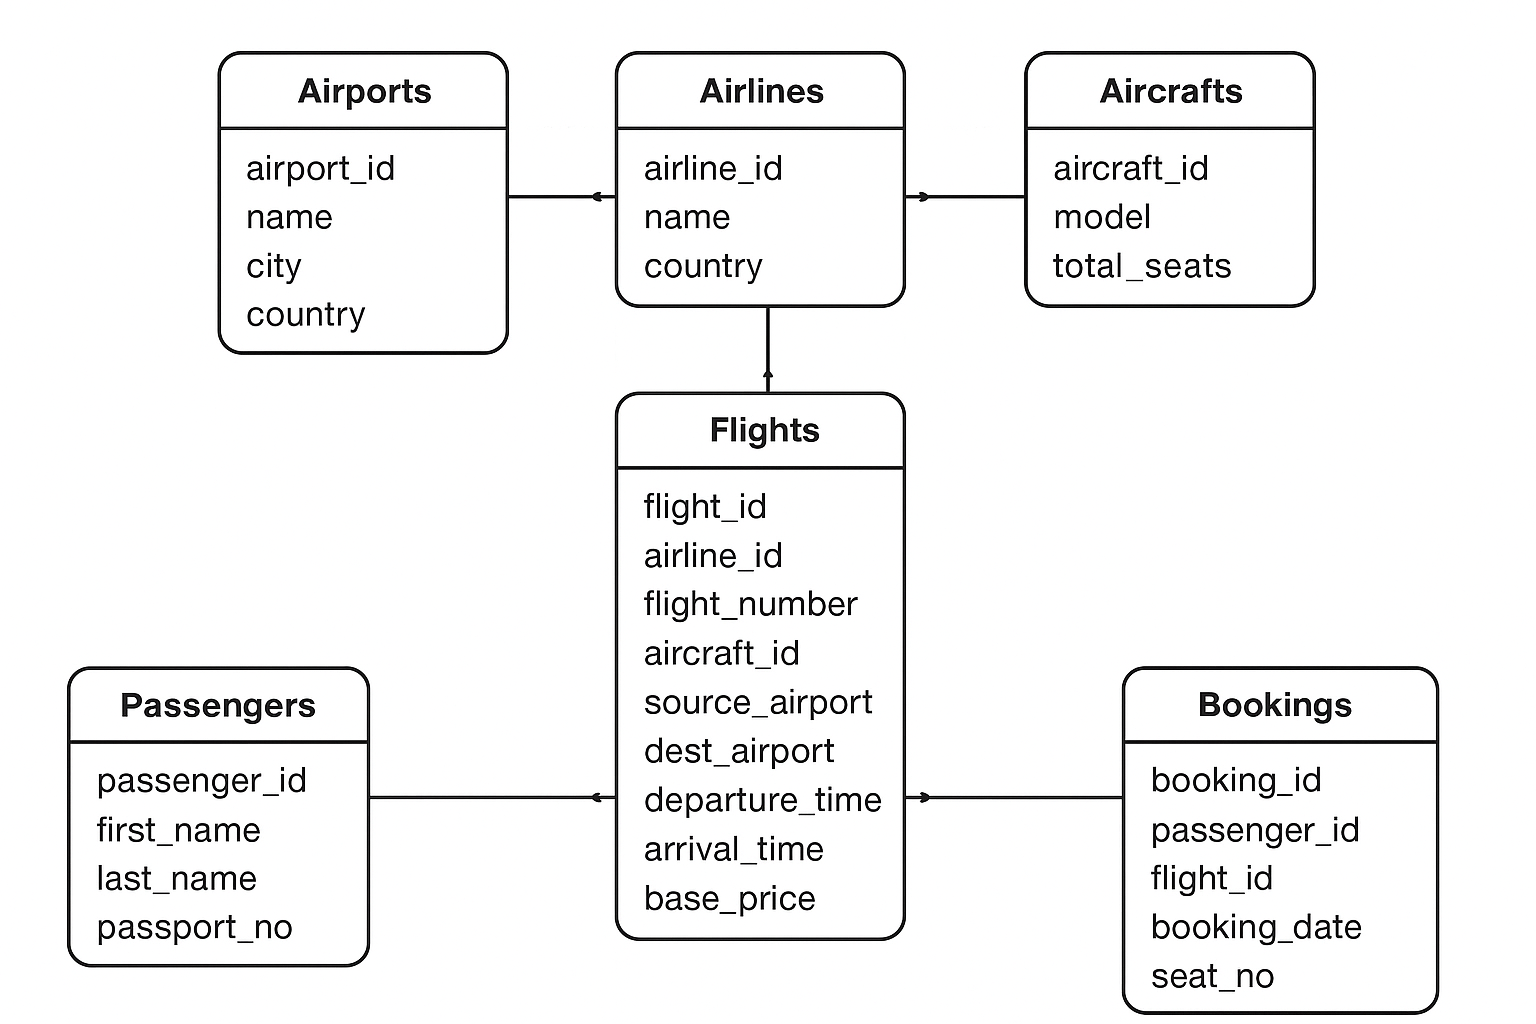 Airports
airport_id
name
city
country
Airlines
airline_id
name
country
Aircrafts
aircraft_id
model
total_seats
Flights
flight_id
airline_id
flight_number
aircraft_id
source_airport
dest_airport
departure_time
arrival_time
base_price
Passengers
passenger_id
first_name
last_name
passport_no
Bookings
booking_id
passenger_id
flight_id
booking_date
seat_no